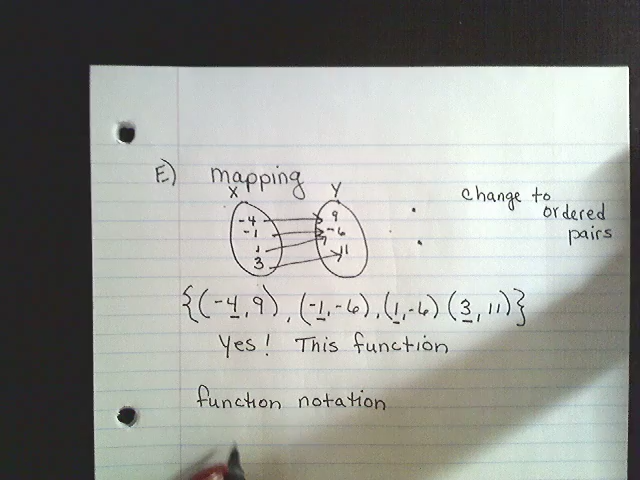 E) mapping
X Y
change to
ordered
pairs
-4 9
-1 -6
1 11
3
{(-4,9), (-1,-6), (1,-6) (3,11)}
Yes! This function
function notation